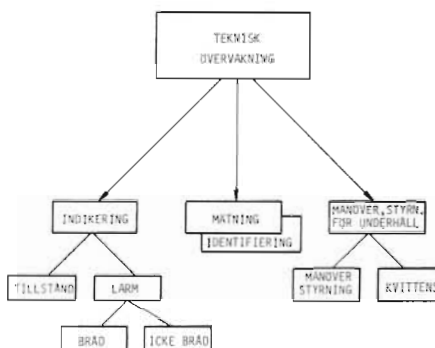 TEKNISK
ÖVERVAKNING
INDIKERING
MÄTNING
IDENTIFIERING
MANÖVER, STYRN.
FÖR UNDERHÅLL
TILLSTÅND
LARM
MANÖVER
STYRNING
KVITTENS
BRÅD
ICKE BRÅD